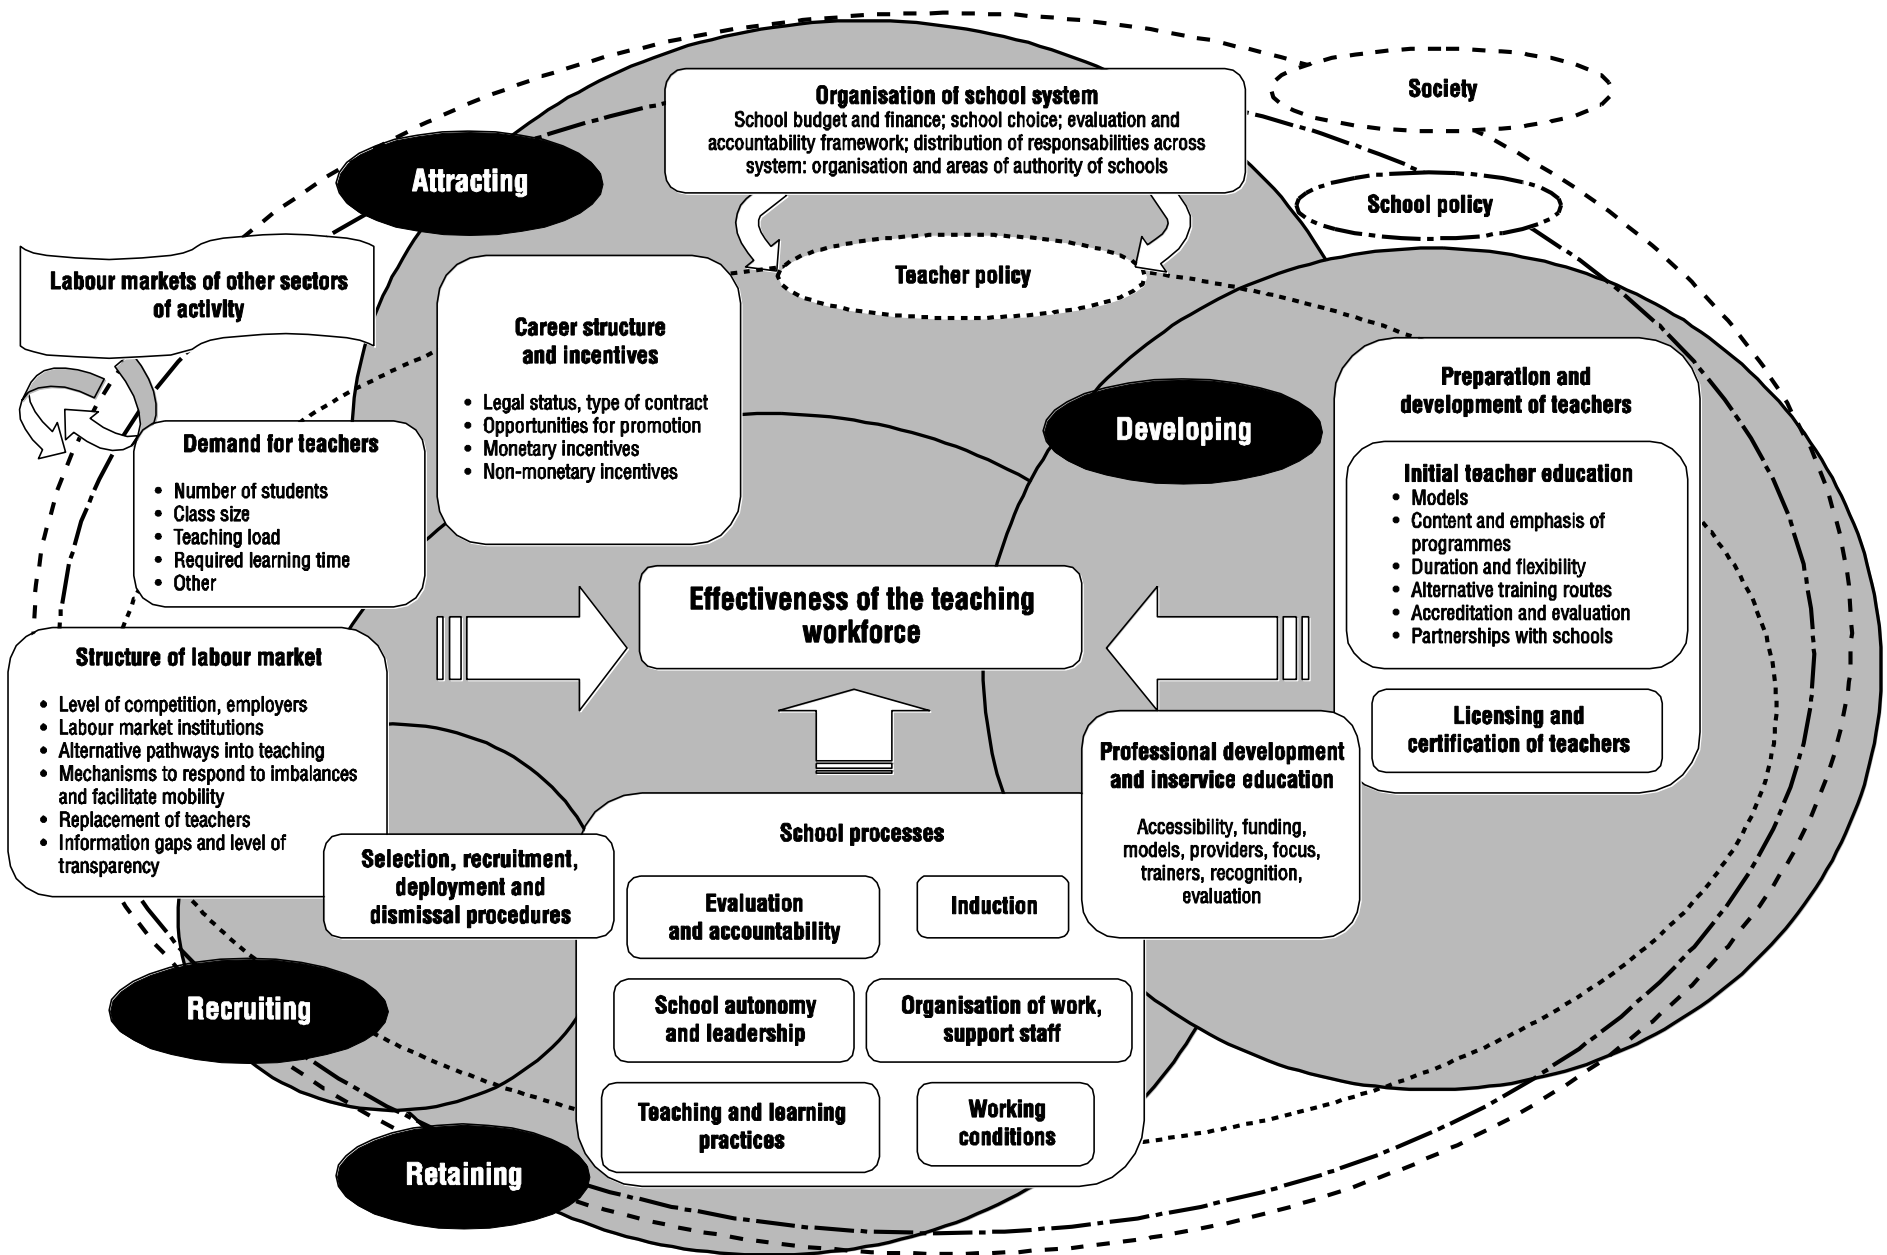 Organisation of school system
School budget and finance; school choice; evaluation and
accountability framework; distribution of responsabilities across
system: organisation and areas of authority of schools
Society
School policy
Attracting
Teacher policy
Labour markets of other sectors
of activity
Career structure
and incentives
• Legal status, type of contract
• Opportunities for promotion
• Monetary incentives
• Non-monetary incentives
Developing
Preparation and
development of teachers
Initial teacher education
• Models
• Content and emphasis of
programmes
• Duration and flexibility
• Alternative training routes
• Accreditation and evaluation
• Partnerships with schools
Licensing and
certification of teachers
Demand for teachers
• Number of students
• Class size
• Teaching load
• Required learning time
• Other
Effectiveness of the teaching
workforce
Structure of labour market
• Level of competition, employers
• Labour market institutions
• Alternative pathways into teaching
• Mechanisms to respond to imbalances
and facilitate mobility
• Replacement of teachers
• Information gaps and level of
transparency
Professional development
and inservice education
Accessibility, funding,
models, providers, focus,
trainers, recognition,
evaluation
Selection, recruitment,
deployment and
dismissal procedures
School processes
Evaluation
and accountability
Induction
School autonomy
and leadership
Organisation of work,
support staff
Teaching and learning
practices
Working
conditions
Recruiting
Retaining